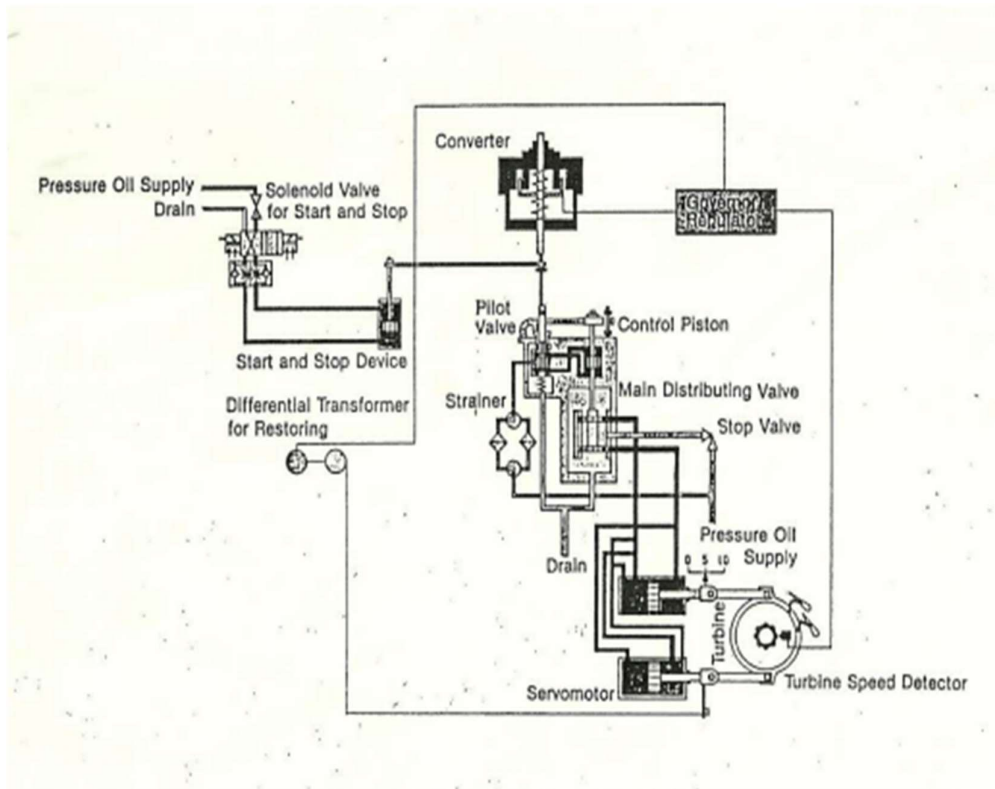 Converter
Pressure Oil Supply
Drain
Solenoid Valve
for Start and Stop
Governor
Regulator
Pilot
Valve
Control Piston
Start and Stop Device
Main Distributing Valve
Strainer
Differential Transformer
for Restoring
Stop Valve
Pressure Oil
Supply
Drain
0 5 10
Turbine
Servomotor
Turbine Speed Detector